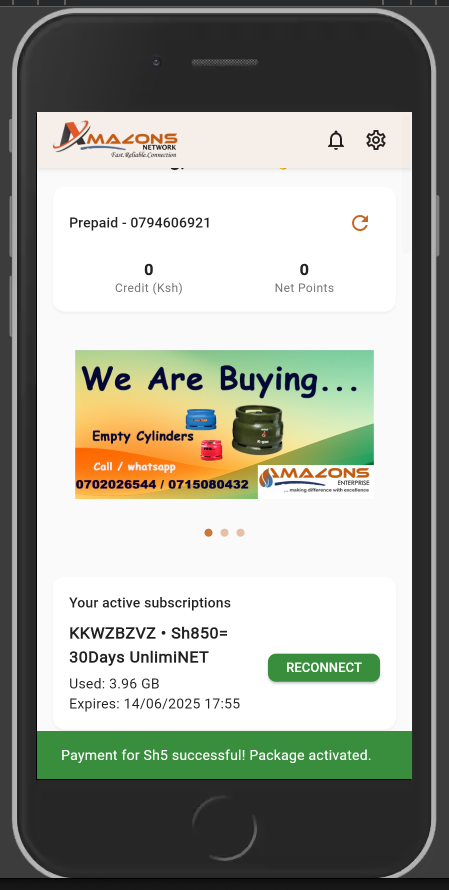 AMAZONS
NETWORK
Fast.Reliable.Connection
Prepaid - 0794606921
0
Credit (Ksh)
0
Net Points
We Are Buying...
Empty Cylinders
Call / whatsapp
0702026544 / 0715080432
AMAZONS
ENTERPRISE
... making difference with excellence
Your active subscriptions
KKWZBZVZ • Sh850=
30Days UnlimiNET
RECONNECT
Used: 3.96 GB
Expires: 14/06/2025 17:55
Payment for Sh5 successful! Package activated.